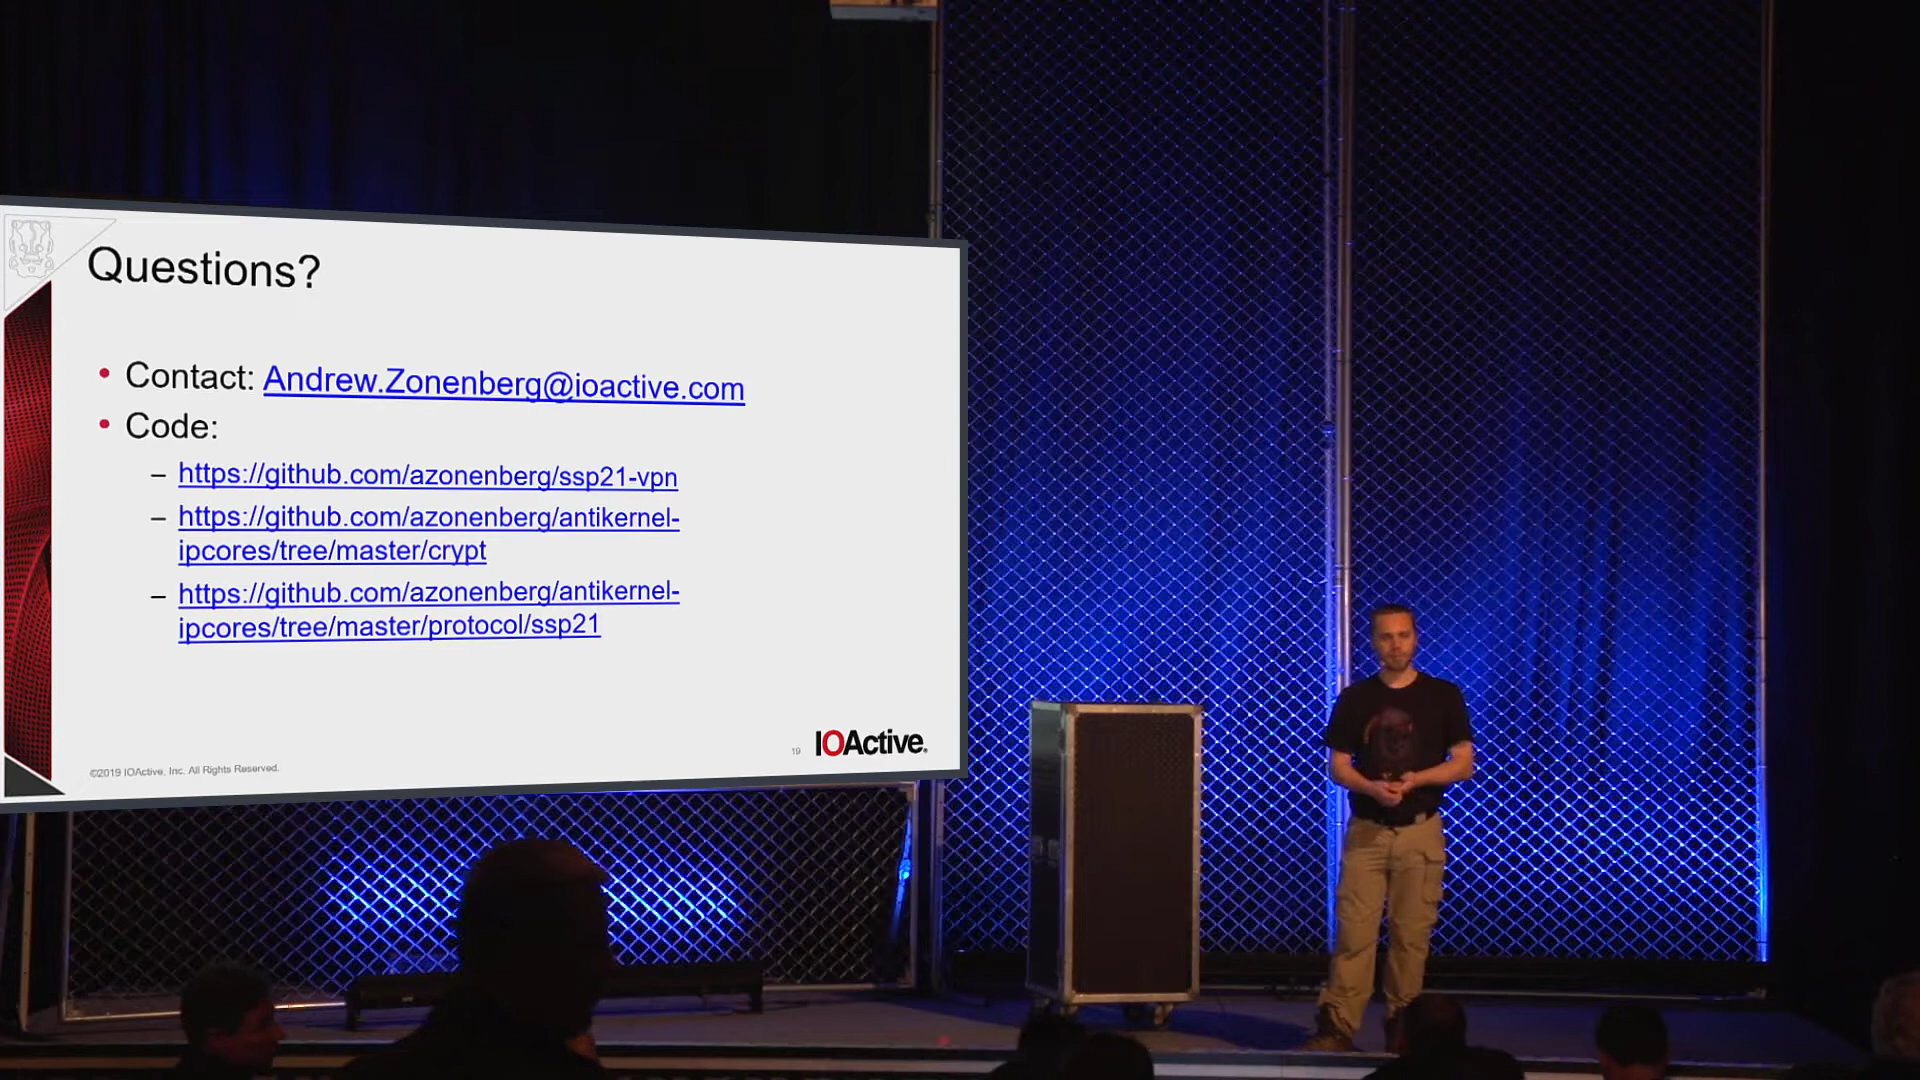 Questions?
• Contact: Andrew.Zonenberg@ioactive.com
• Code:
– https://github.com/azonenberg/ssp21-vpn
– https://github.com/azonenberg/antikernel-
ipcores/tree/master/crypt
– https://github.com/azonenberg/antikernel-
ipcores/tree/master/protocol/ssp21
19 IOActive.
©2019 IOActive, Inc. All Rights Reserved.